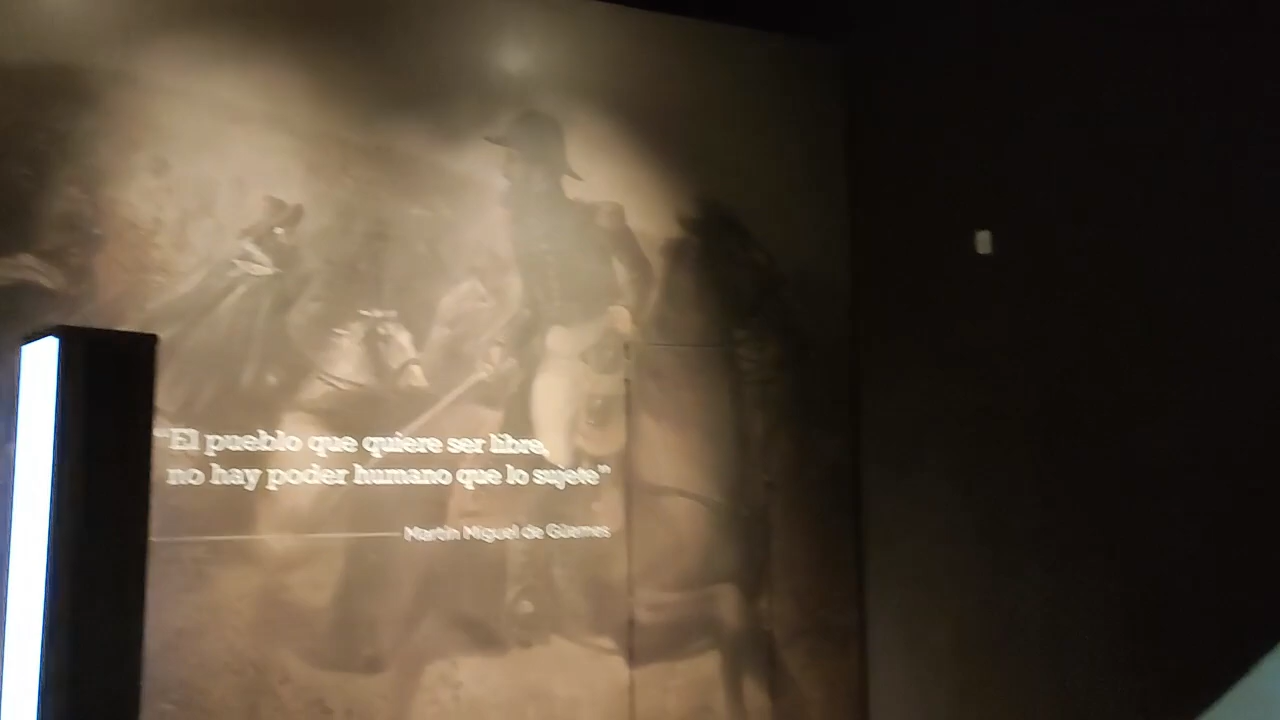 "El pueblo que quiere ser libre,
no hay poder humano que lo sujete"
Martín Miguel de Güemes